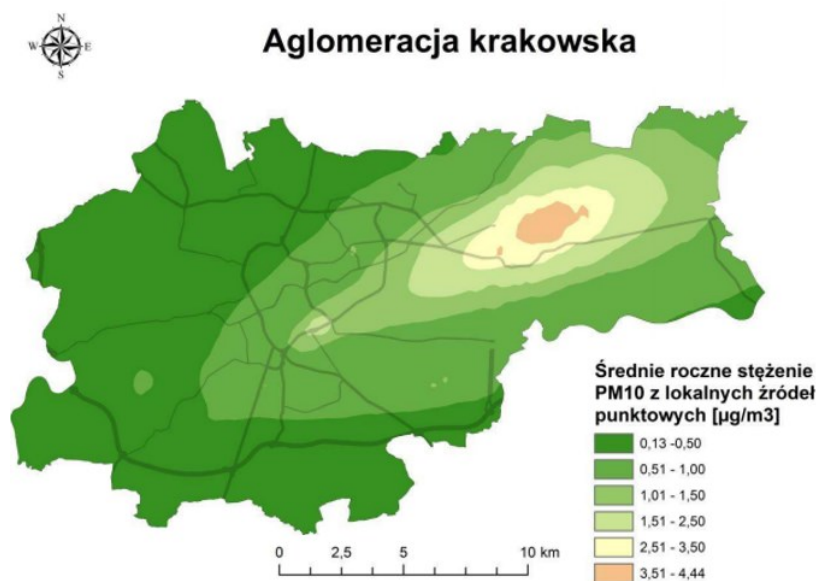 N
W E
S
Aglomeracja krakowska
Średnie roczne stężenie
PM10 z lokalnych źródeł
punktowych [µg/m3]
0,13 -0,50
0,51 - 1,00
1,01 - 1,50
1,51 - 2,50
2,51 - 3,50
3,51 - 4,44
0 2,5 5 10 km